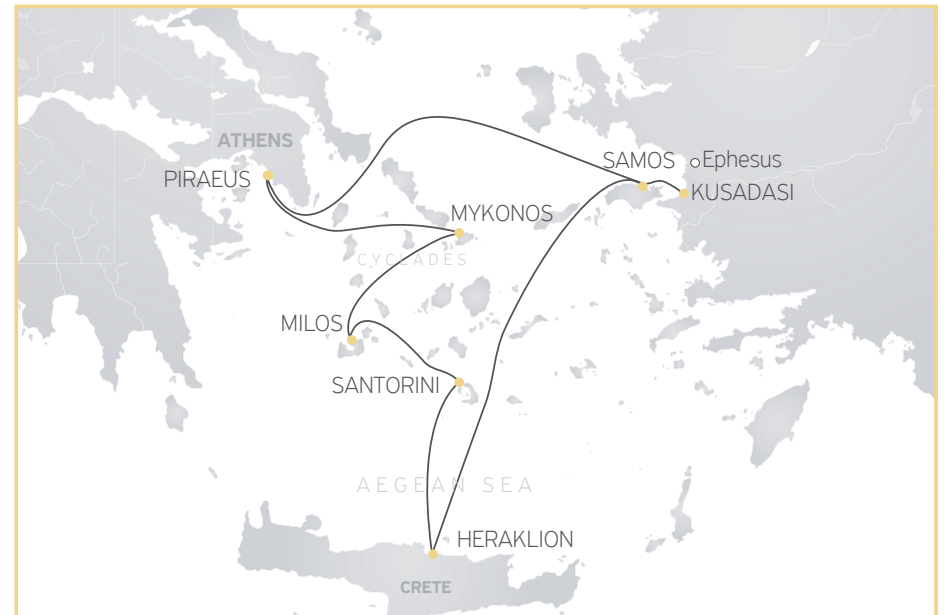 ATHENS
PIRAEUS
SAMOS
Ephesus
KUSADASI
MYKONOS
CYCLADES
MILOS
SANTORINI
AEGEAN SEA
HERAKLION
CRETE